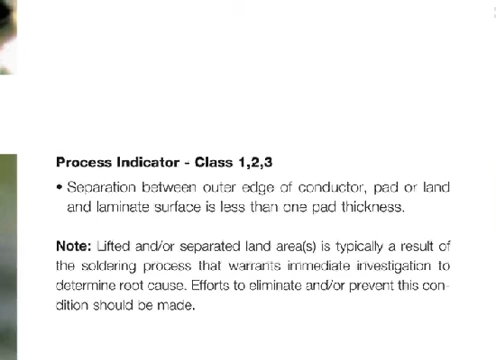 Process Indicator - Class 1,2,3
• Separation between outer edge of conductor, pad or land
and laminate surface is less than one pad thickness.
Note: Lifted and/or separated land area(s) is typically a result of
the soldering process that warrants immediate investigation to
determine root cause. Efforts to eliminate and/or prevent this con-
dition should be made.